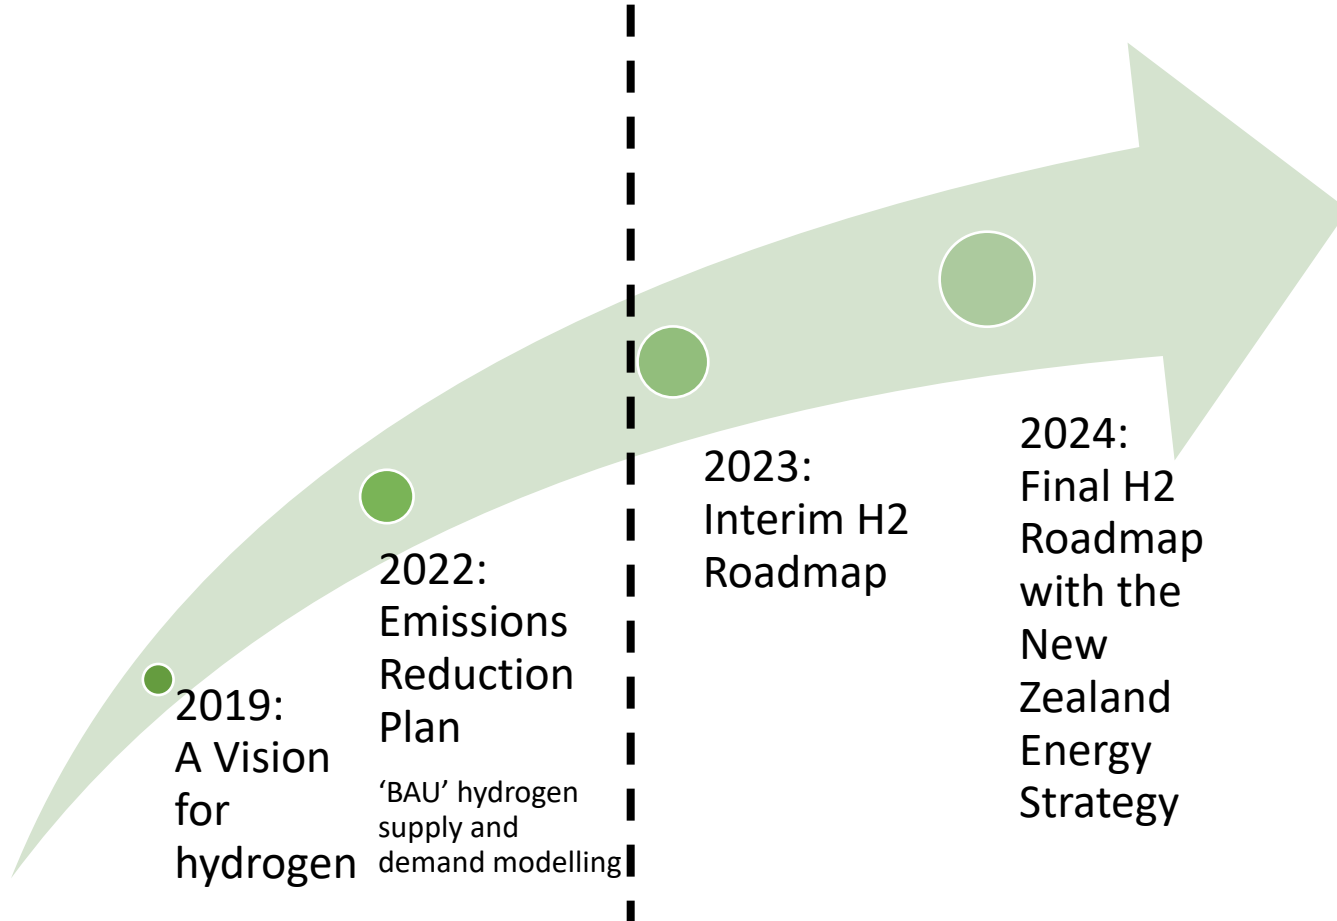 2019:
A Vision
for
hydrogen
2022:
Emissions
Reduction
Plan
‘BAU’ hydrogen
supply and
demand modelling
2023:
Interim H2
Roadmap
2024:
Final H2
Roadmap
with the
New
Zealand
Energy
Strategy